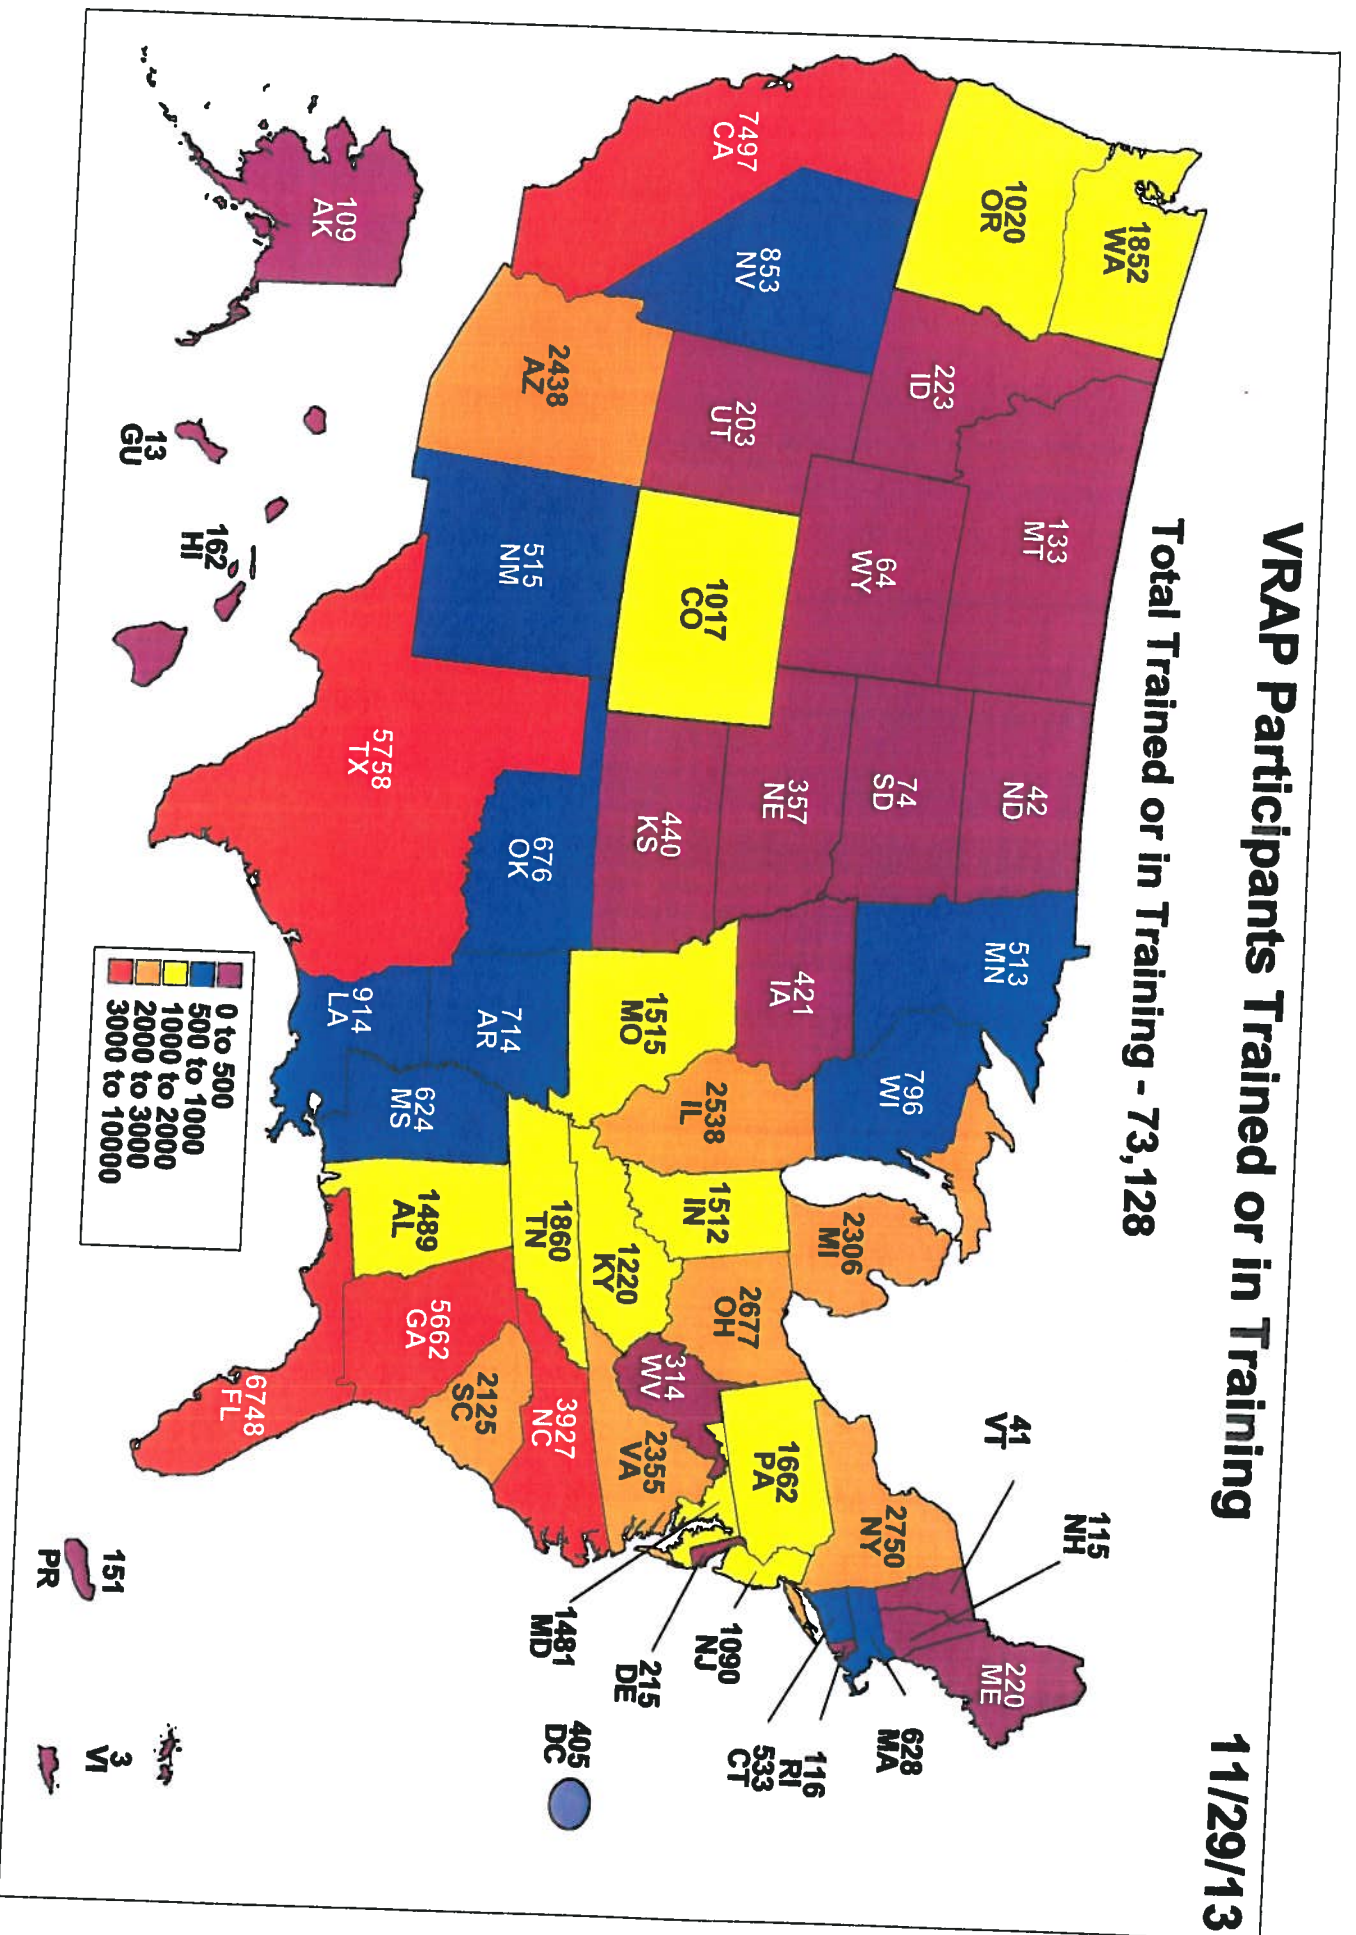 VRAP Participants Trained or in Training
11/29/13
Total Trained or in Training - 73,128
1852
WA
1020
OR
7497
CA
853
NV
223
ID
133
MT
64
WY
203
UT
2438
AZ
1017
CO
515
NM
42
ND
74
SD
357
NE
440
KS
676
OK
5758
TX
513
MN
421
IA
1515
MO
714
AR
914
LA
796
WI
2538
IL
624
MS
2306
MI
1512
IN
1220
KY
1860
TN
1489
AL
2677
OH
314
WV
2355
VA
3927
NC
2125
SC
5662
GA
6748
FL
1662
PA
2750
NY
41
VT
115
NH
220
ME
628
MA
116
RI
533
CT
1090
NJ
215
DE
1481
MD
405
DC
109
AK
13
GU
162
HI
151
PR
3
VI
0 to 500
500 to 1000
1000 to 2000
2000 to 3000
3000 to 10000